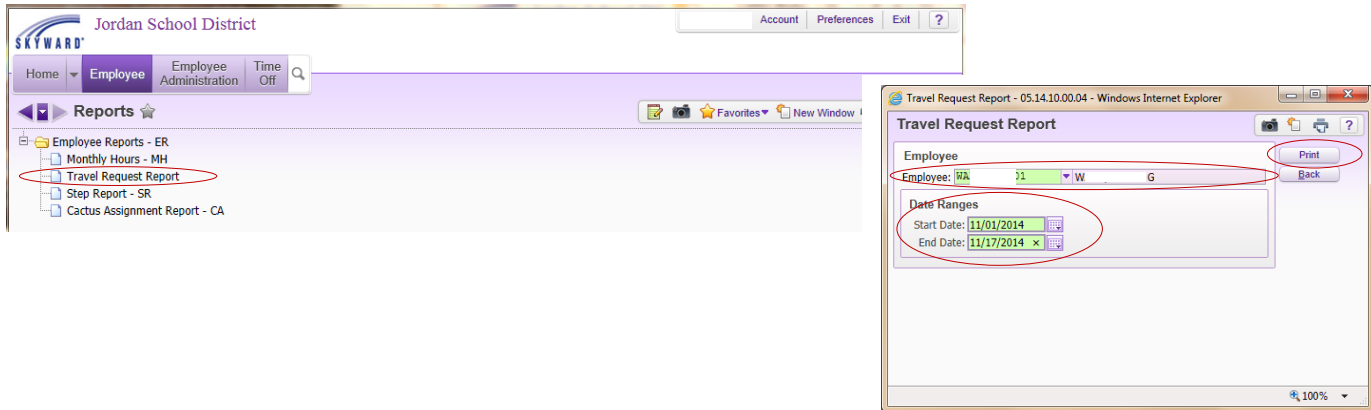 Jordan School District
SKYWARD
Account Preferences Exit ?
Home Employee Employee Administration Time Off
Reports
Favorites New Window
Employee Reports - ER
Monthly Hours - MH
Travel Request Report
Step Report - SR
Cactus Assignment Report - CA
Travel Request Report - 05.14.10.00.04 - Windows Internet Explorer
Travel Request Report ?
Employee
Print
Employee: WA 01 W G
Back
Date Ranges
Start Date: 11/01/2014
End Date: 11/17/2014 ×
100%